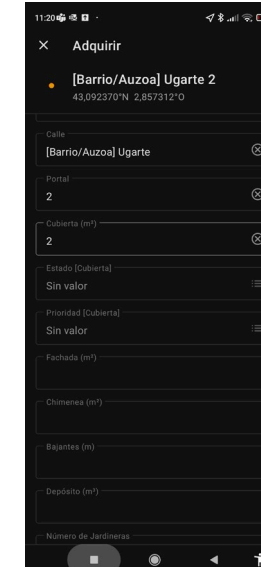 11:20
Adquirir
[Barrio/Auzoa] Ugarte 2
43,092370°N 2,857312°O
Calle
[Barrio/Auzoa] Ugarte
Portal
2
Cubierta (m²)
2
Estado [Cubierta]
Sin valor
Prioridad [Cubierta]
Sin valor
Fachada (m²)
Chimenea (m²)
Bajantes (m)
Depósito (m²)
Número de Jardineras